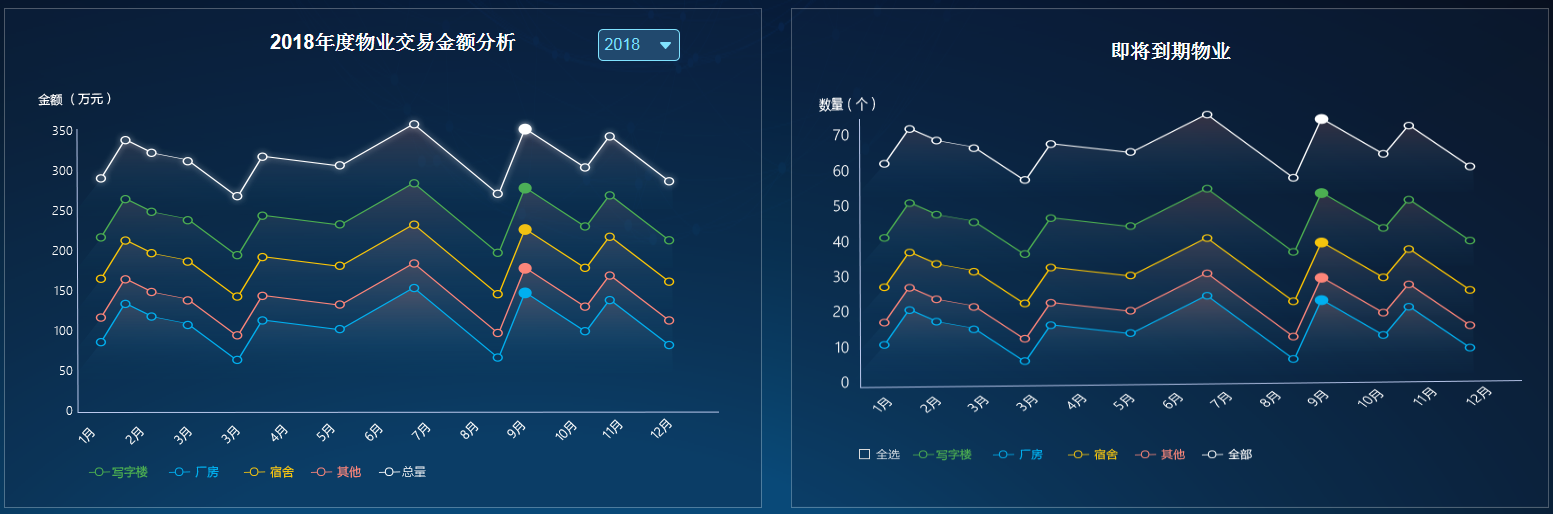 2018年度物业交易金额分析
2018
金额（万元）
350
300
250
200
150
100
50
0
1月 2月 3月 3月 4月 5月 6月 7月 8月 9月 10月 11月 12月
写字楼 厂房 宿舍 其他 总量
即将到期物业
数量（个）
70
60
50
40
30
20
10
0
1月 2月 3月 3月 4月 5月 6月 7月 8月 9月 10月 11月 12月
全选 写字楼 厂房 宿舍 其他 全部